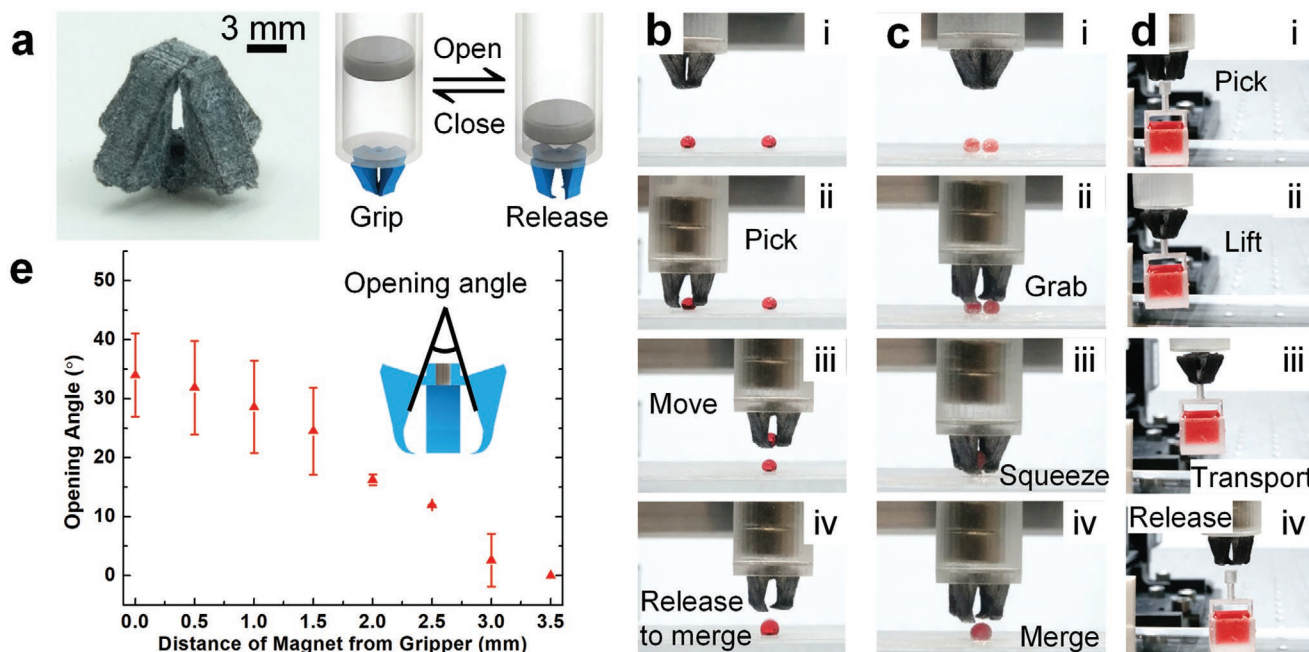 a
3 mm
Open
Close
Grip
Release
b
i
ii
Pick
iii
Move
iv
Release
to merge
c
i
ii
Grab
iii
Squeeze
iv
Merge
d
i
Pick
ii
Lift
iii
Transport
Release
iv
e
Opening angle
Opening Angle (°)
50
40
30
20
10
0
0.0 0.5 1.0 1.5 2.0 2.5 3.0 3.5
Distance of Magnet from Gripper (mm)